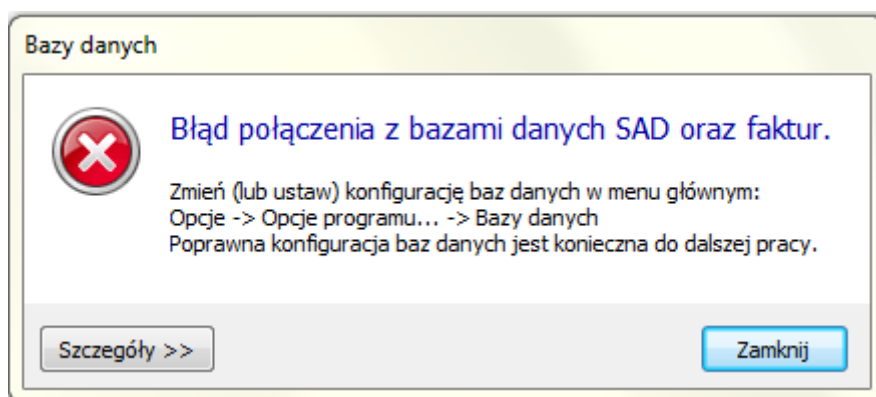 Bazy danych
Błąd połączenia z bazami danych SAD oraz faktur.
Zmień (lub ustaw) konfigurację baz danych w menu głównym:
Opcje -> Opcje programu... -> Bazy danych
Poprawna konfiguracja baz danych jest konieczna do dalszej pracy.
Szczegóły >>
Zamknij